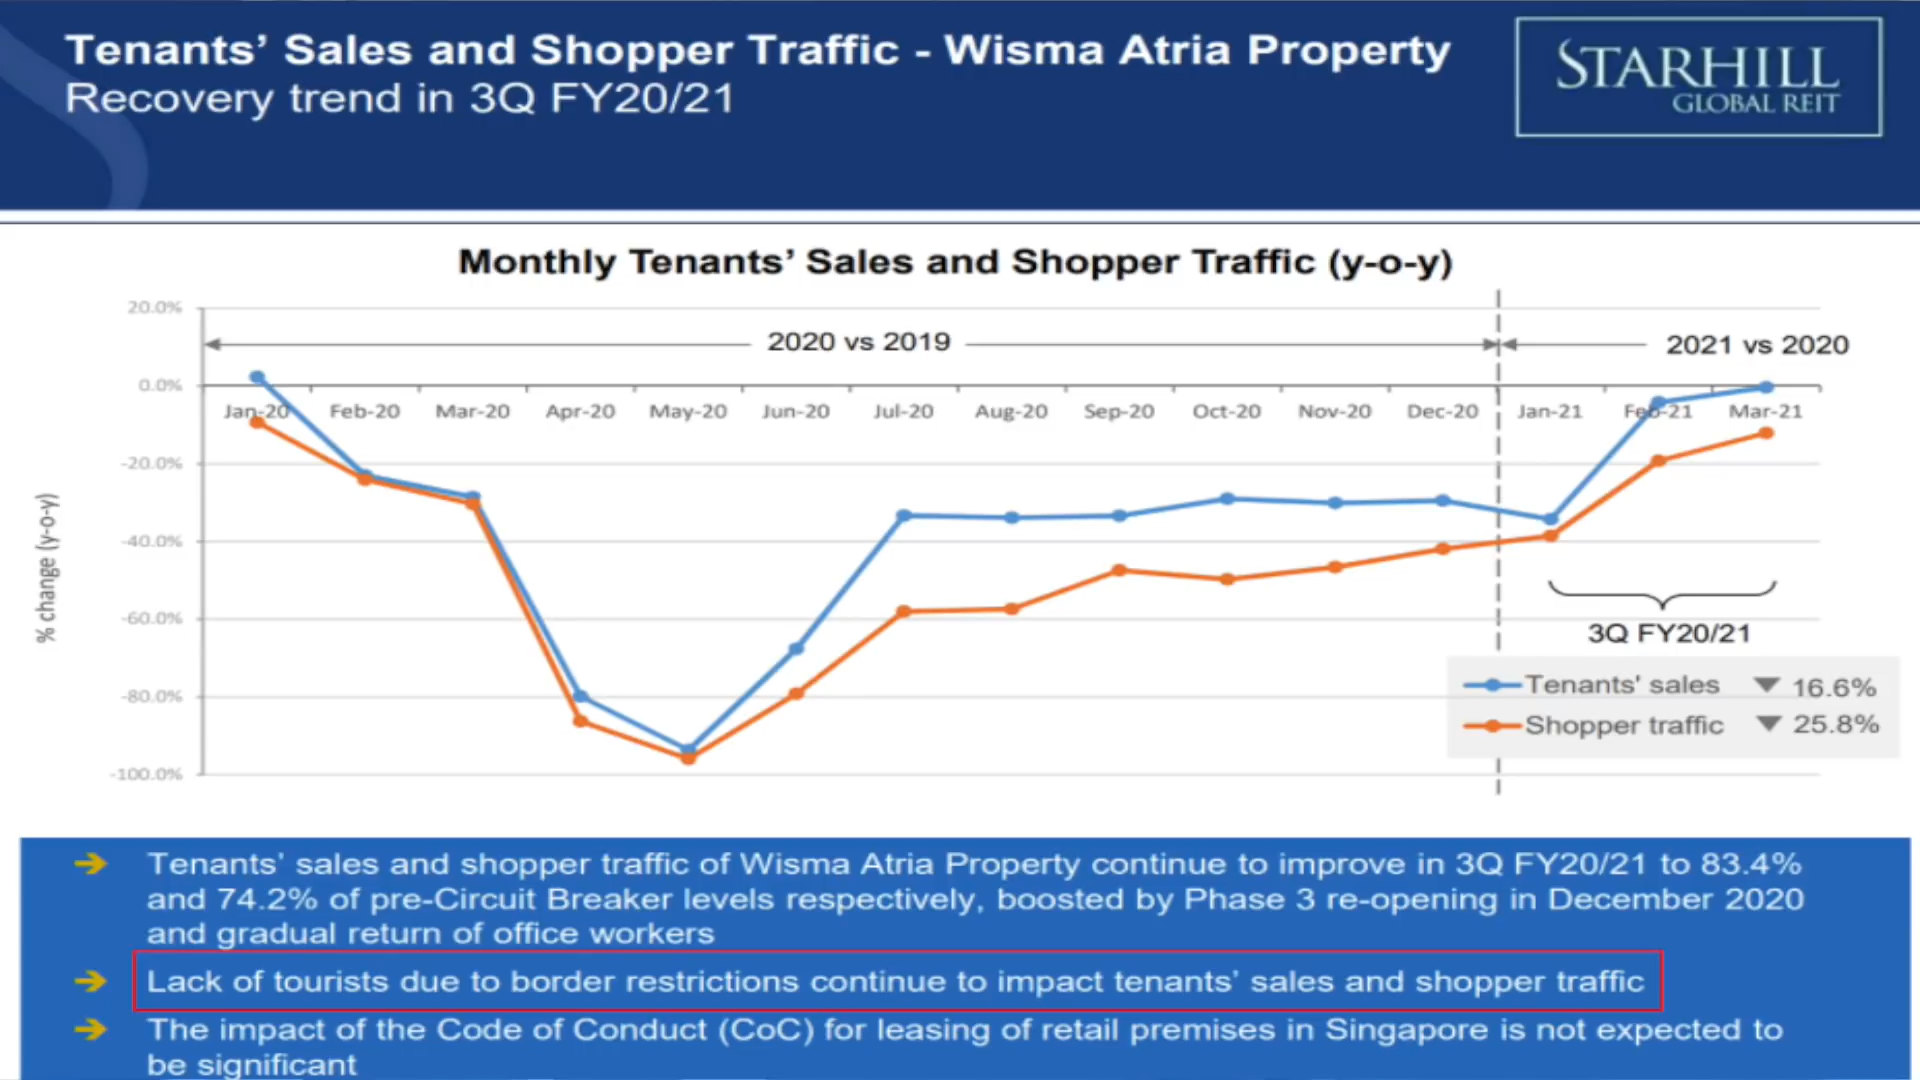 Tenants’ Sales and Shopper Traffic - Wisma Atria Property
Recovery trend in 3Q FY20/21
STARHILL
GLOBAL REIT
Monthly Tenants’ Sales and Shopper Traffic (y-o-y)
20.0%
2020 vs 2019
2021 vs 2020
0.0%
Jan-20 Feb-20 Mar-20 Apr-20 May-20 Jun-20 Jul-20 Aug-20 Sep-20 Oct-20 Nov-20 Dec-20 Jan-21 Feb-21 Mar-21
-20.0%
-40.0%
-60.0%
-80.0%
-100.0%
% change (y-o-y)
3Q FY20/21
Tenants' sales ▼ 16.6%
Shopper traffic ▼ 25.8%
Tenants’ sales and shopper traffic of Wisma Atria Property continue to improve in 3Q FY20/21 to 83.4%
and 74.2% of pre-Circuit Breaker levels respectively, boosted by Phase 3 re-opening in December 2020
and gradual return of office workers
Lack of tourists due to border restrictions continue to impact tenants’ sales and shopper traffic
The impact of the Code of Conduct (CoC) for leasing of retail premises in Singapore is not expected to
be significant